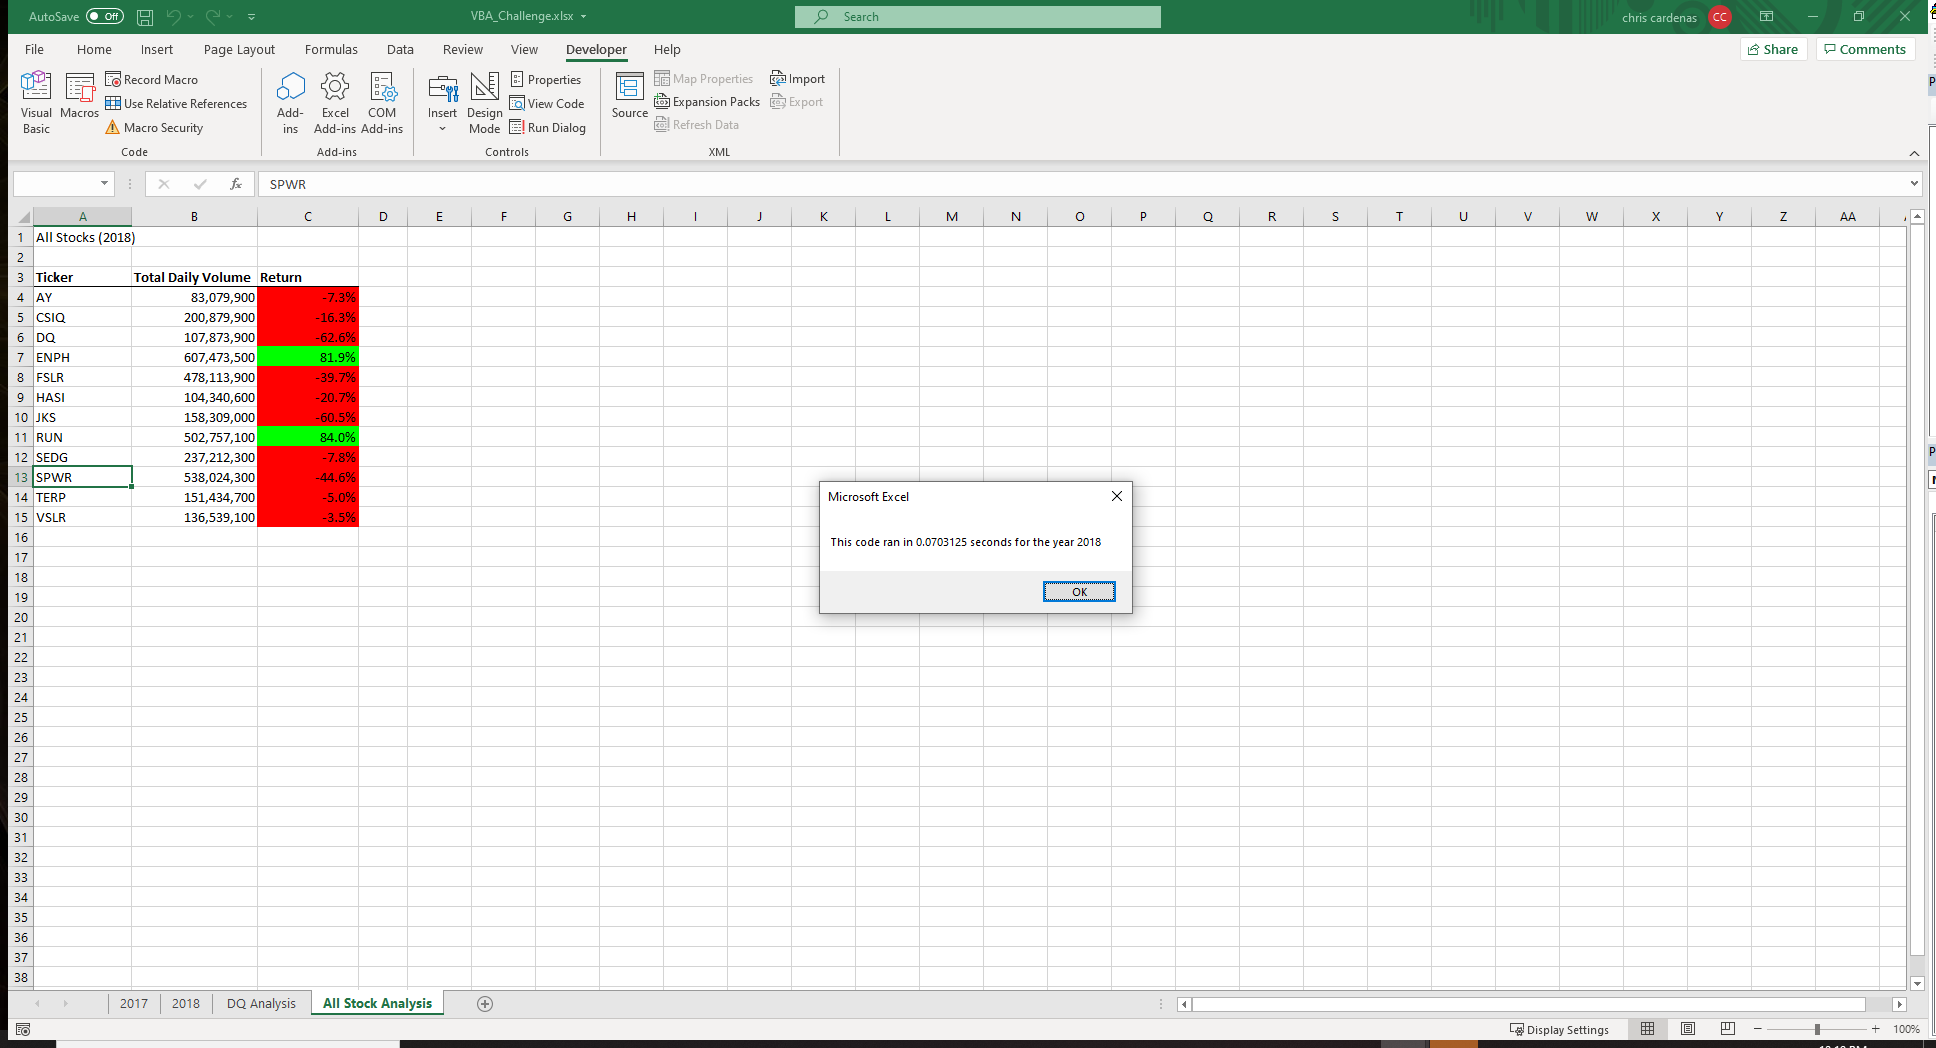 AutoSave Off VBA_Challenge.xlsx Search chris cardenas CC
File Home Insert Page Layout Formulas Data Review View Developer Help Share Comments
Visual Basic
Macros
Record Macro
Use Relative References
Macro Security
Code
Add-ins
Excel Add-ins
COM Add-ins
Add-ins
Insert
Design Mode
Properties
View Code
Run Dialog
Controls
Source
Map Properties
Expansion Packs
Refresh Data
Import
Export
XML
fx SPWR
A B C D E F G H I J K L M N O P Q R S T U V W X Y Z AA
1 All Stocks (2018)
2
3 Ticker Total Daily Volume Return
4 AY 83,079,900 -7.3%
5 CSIQ 200,879,900 -16.3%
6 DQ 107,873,900 -62.6%
7 ENPH 607,473,500 81.9%
8 FSLR 478,113,900 -39.7%
9 HASI 104,340,600 -20.7%
10 JKS 158,309,000 -60.5%
11 RUN 502,757,100 84.0%
12 SEDG 237,212,300 -7.8%
13 SPWR 538,024,300 -44.6%
14 TERP 151,434,700 -5.0%
15 VSLR 136,539,100 -3.5%
16
17
18
19
20
21
22
23
24
25
26
27
28
29
30
31
32
33
34
35
36
37
38
Microsoft Excel
This code ran in 0.0703125 seconds for the year 2018
OK
2017 2018 DQ Analysis All Stock Analysis
Display Settings 100%